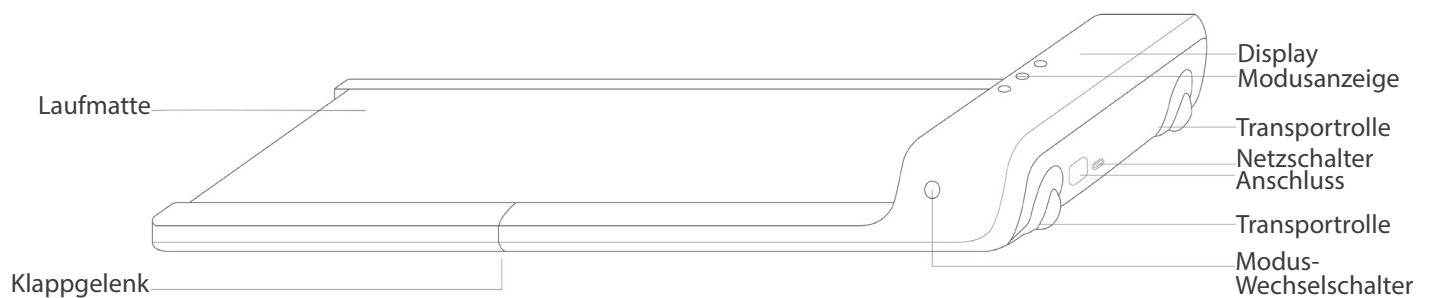 Display
Modusanzeige
Laufmatte
Transportrolle
Netzschalter
Anschluss
Transportrolle
Modus-
Wechselschalter
Klappgelenk